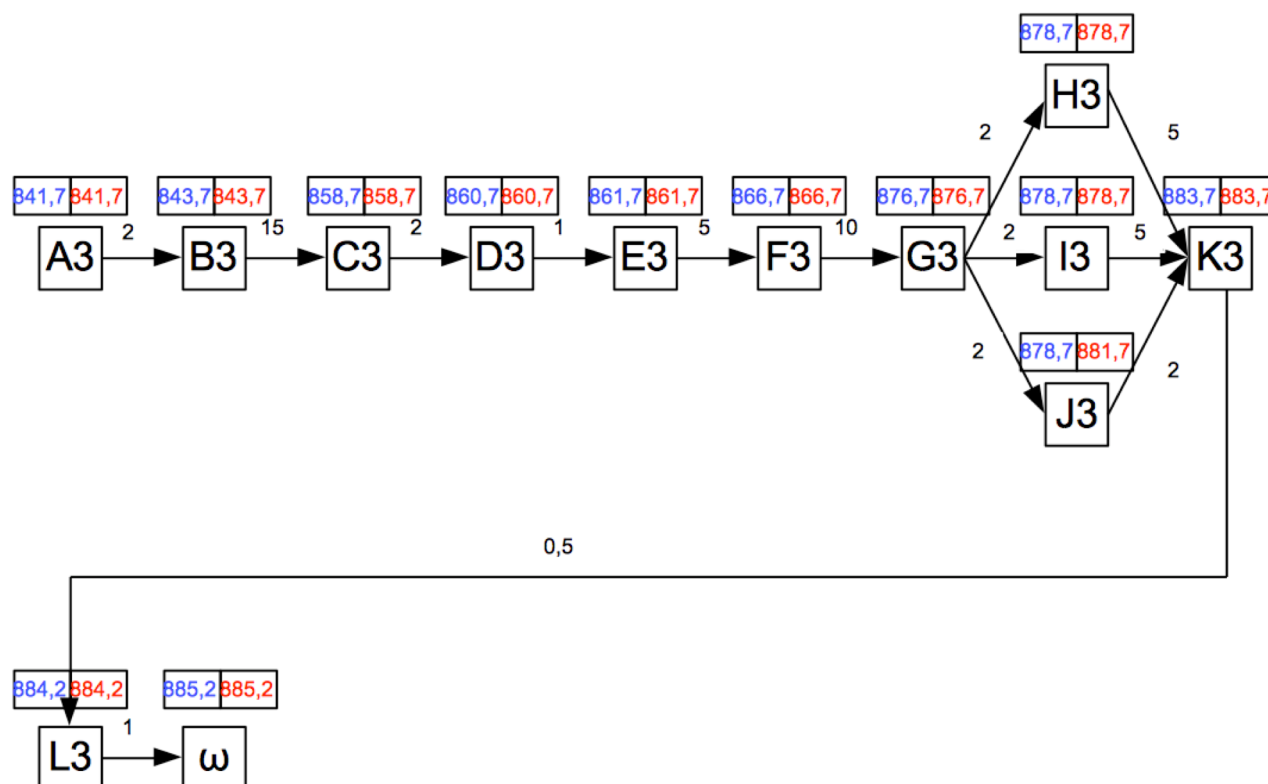 878,7 878,7
H3
2 5
841,7 841,7 843,7 843,7 858,7 858,7 860,7 860,7 861,7 861,7 866,7 866,7 876,7 876,7 878,7 878,7 883,7 883,7
2 15 2 1 5 10 2 5
A3 B3 C3 D3 E3 F3 G3 I3 K3
878,7 881,7
2 2
J3
0,5
884,2 884,2 885,2 885,2
1
L3 ω